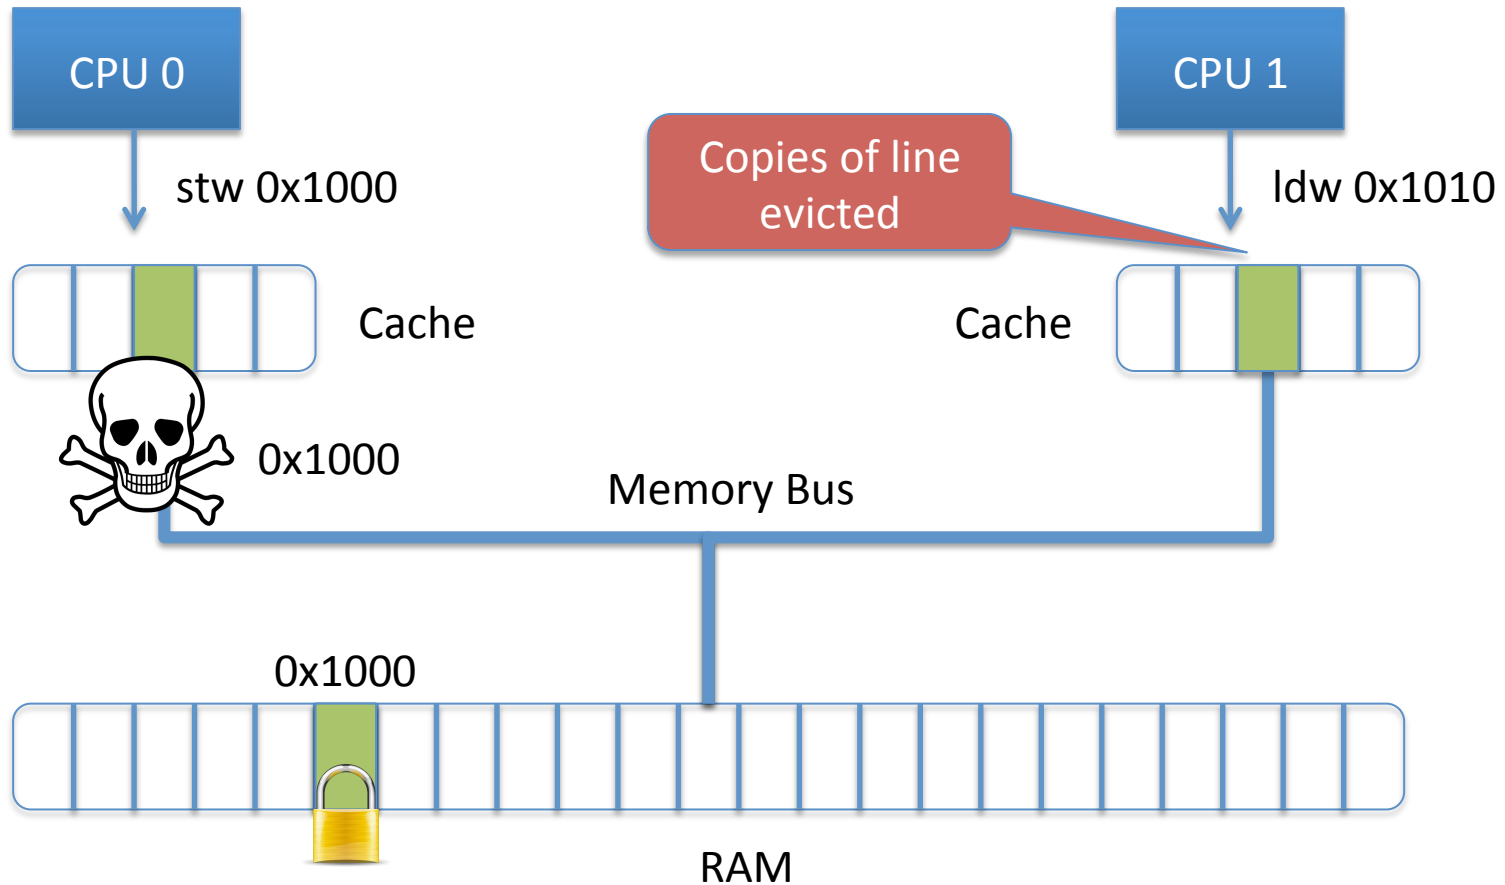 CPU 0
CPU 1
stw 0x1000
Copies of line
evicted
ldw 0x1010
Cache
Cache
0x1000
Memory Bus
0x1000
RAM